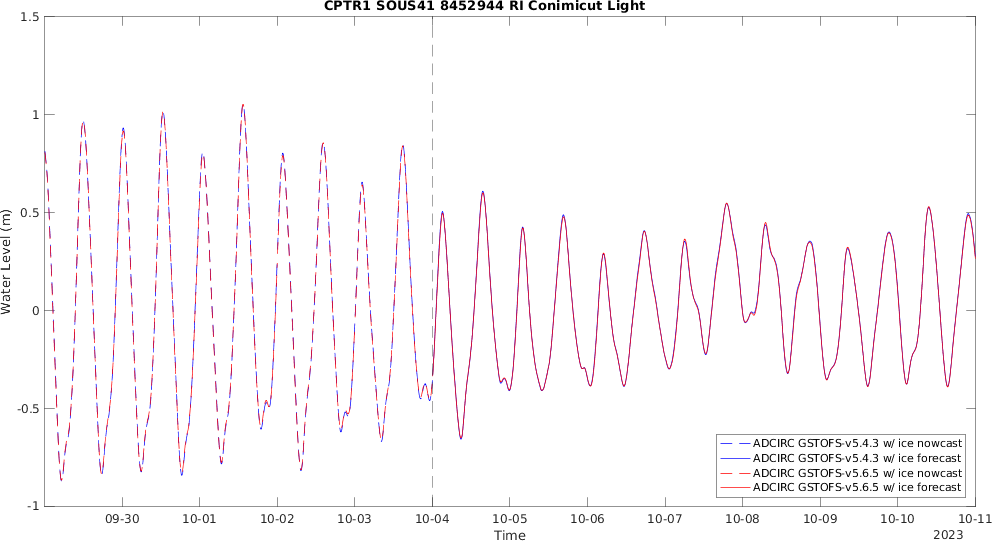 CPTR1 SOUS41 8452944 RI Conimicut Light
1.5
1
0.5
0
-0.5
-1
Water Level (m)
09-30
10-01
10-02
10-03
10-04
10-05
10-06
10-07
10-08
10-09
10-10
10-11
Time
2023
ADCIRC GSTOFS-v5.4.3 w/ ice nowcast
ADCIRC GSTOFS-v5.4.3 w/ ice forecast
ADCIRC GSTOFS-v5.6.5 w/ ice nowcast
ADCIRC GSTOFS-v5.6.5 w/ ice forecast